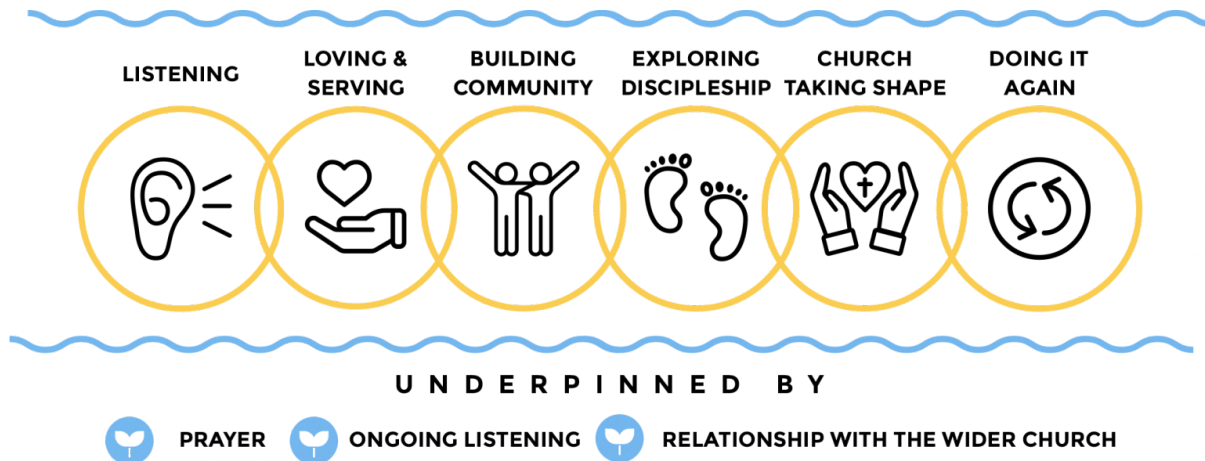 LISTENING
LOVING &
SERVING
BUILDING
COMMUNITY
EXPLORING
DISCIPLESHIP
CHURCH
TAKING SHAPE
DOING IT
AGAIN
UNDERPINNED BY
PRAYER
ONGOING LISTENING
RELATIONSHIP WITH THE WIDER CHURCH